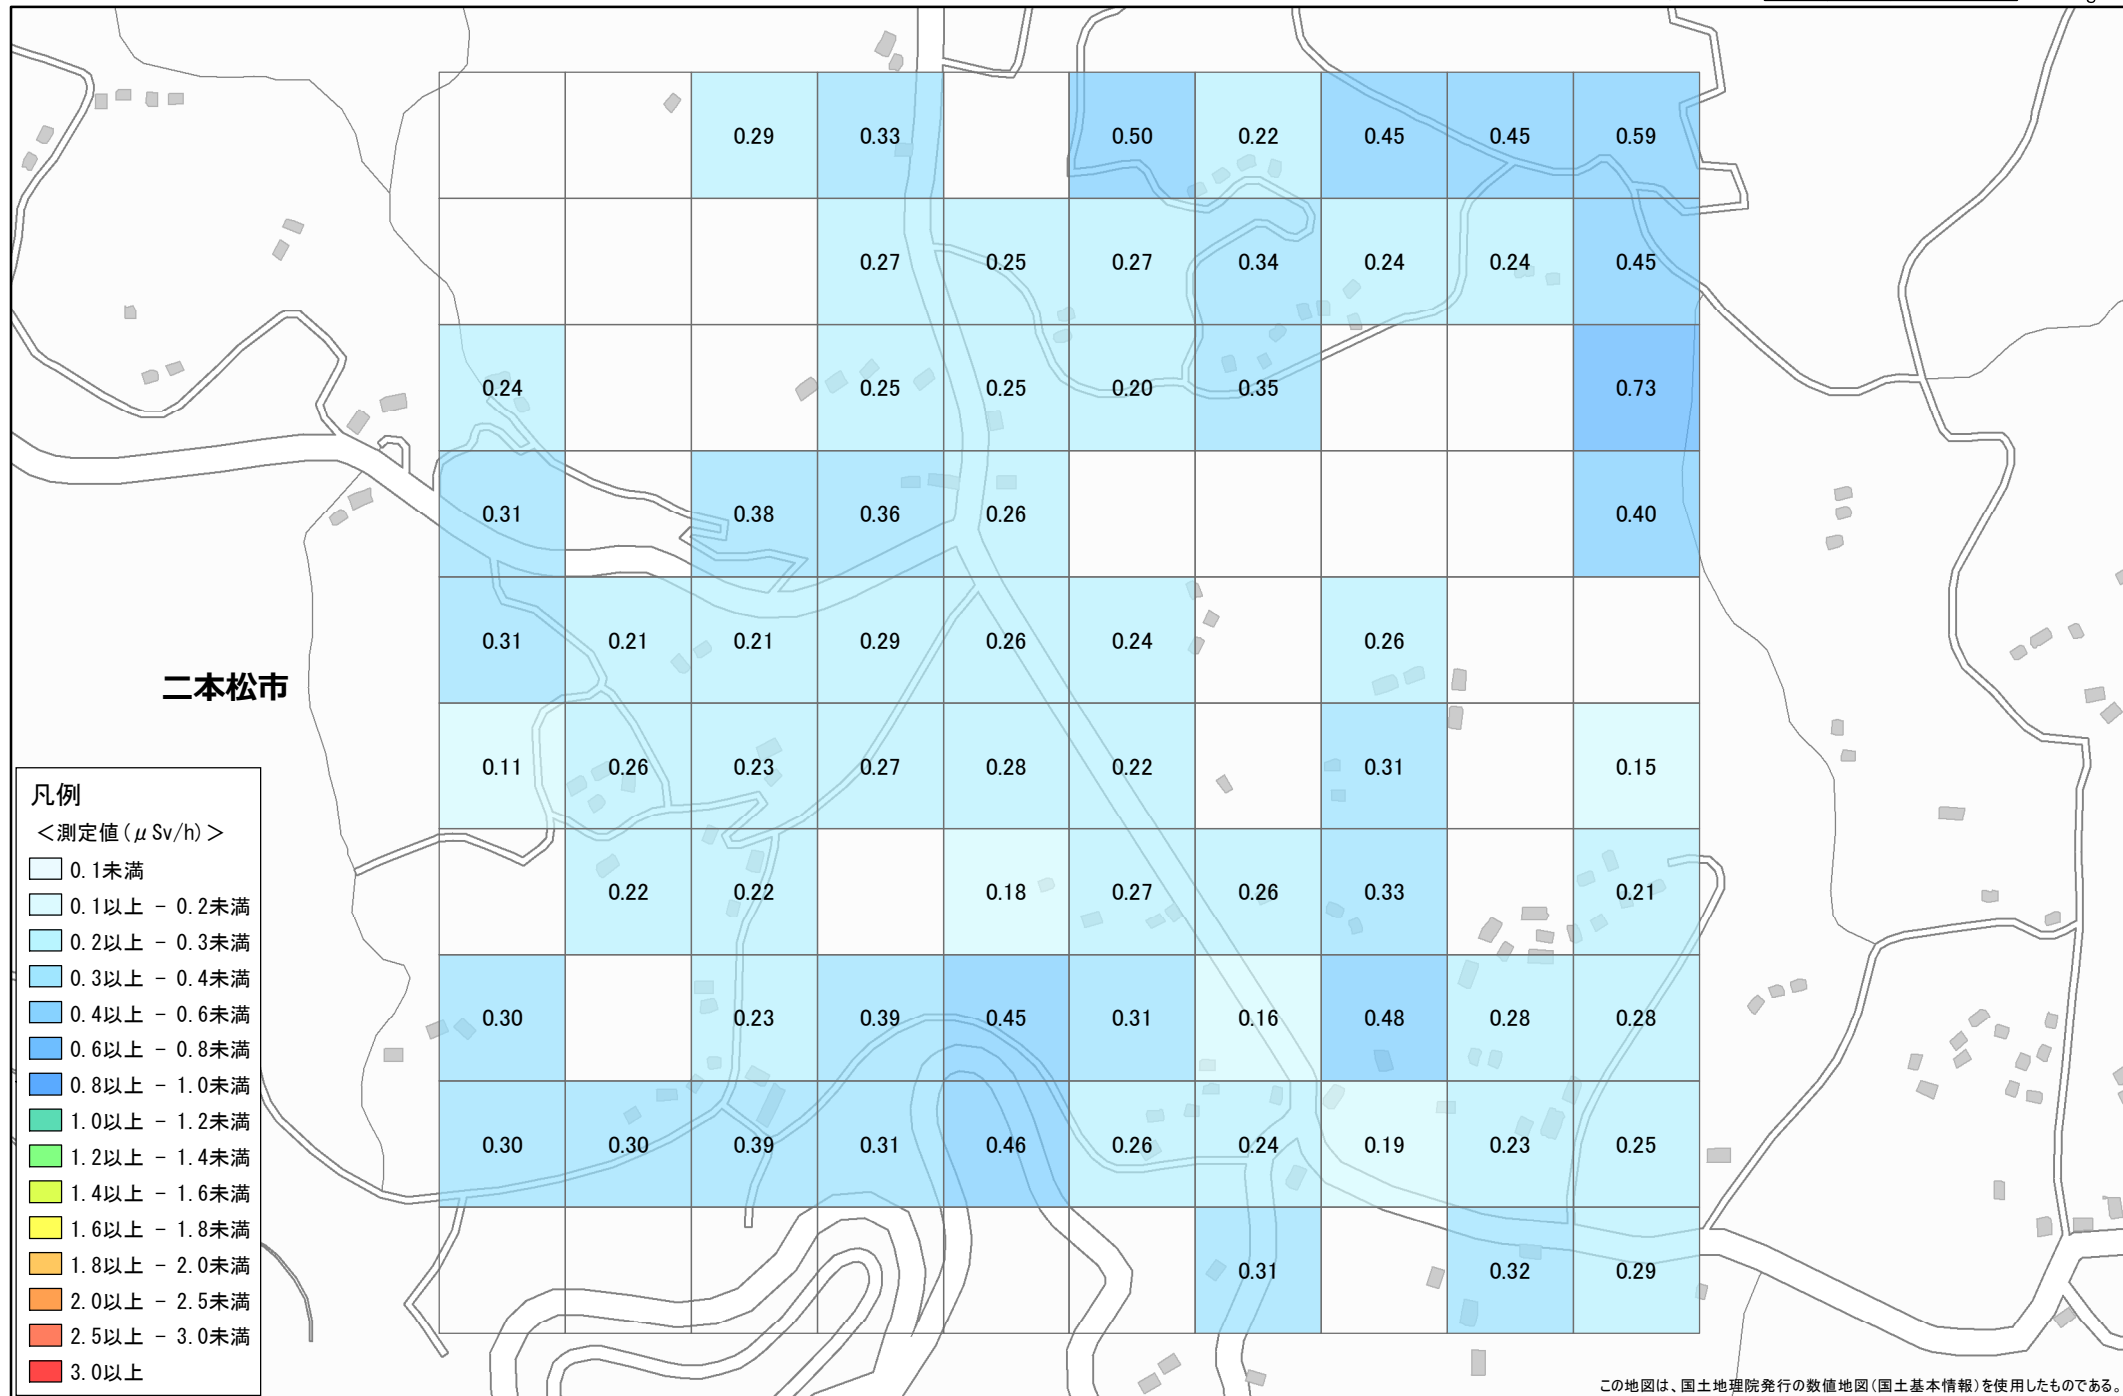 0.29 0.33 0.50 0.22 0.45 0.45 0.59
0.27 0.25 0.27 0.34 0.24 0.24 0.45
0.24 0.25 0.25 0.20 0.35 0.73
0.31 0.38 0.36 0.26 0.40
0.31 0.21 0.21 0.29 0.26 0.24 0.26
二本松市
0.11 0.26 0.23 0.27 0.28 0.22 0.31 0.15
0.22 0.22 0.18 0.27 0.26 0.33 0.21
0.30 0.23 0.39 0.45 0.31 0.16 0.48 0.28 0.28
0.30 0.30 0.39 0.31 0.46 0.26 0.24 0.19 0.23 0.25
0.31 0.32 0.29
凡例
＜測定値(μSv/h)＞
0.1未満
0.1以上 － 0.2未満
0.2以上 － 0.3未満
0.3以上 － 0.4未満
0.4以上 － 0.6未満
0.6以上 － 0.8未満
0.8以上 － 1.0未満
1.0以上 － 1.2未満
1.2以上 － 1.4未満
1.4以上 － 1.6未満
1.6以上 － 1.8未満
1.8以上 － 2.0未満
2.0以上 － 2.5未満
2.5以上 － 3.0未満
3.0以上
この地図は、国土地理院発行の数値地図(国土基本情報)を使用したものである。